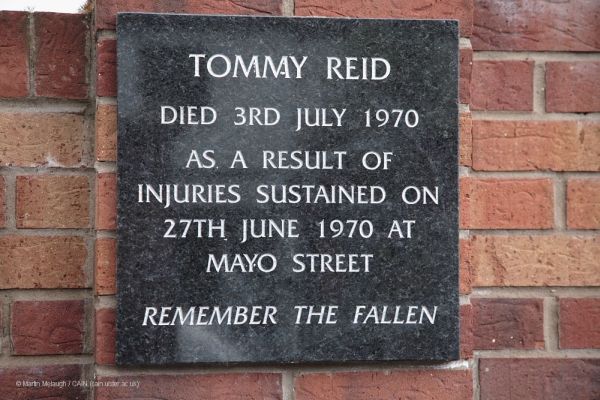 TOMMY REID
DIED 3RD JULY 1970
AS A RESULT OF
INJURIES SUSTAINED ON
27TH JUNE 1970 AT
MAYO STREET
REMEMBER THE FALLEN
© Martin Melaugh / CAIN (cain.ulster.ac.uk)